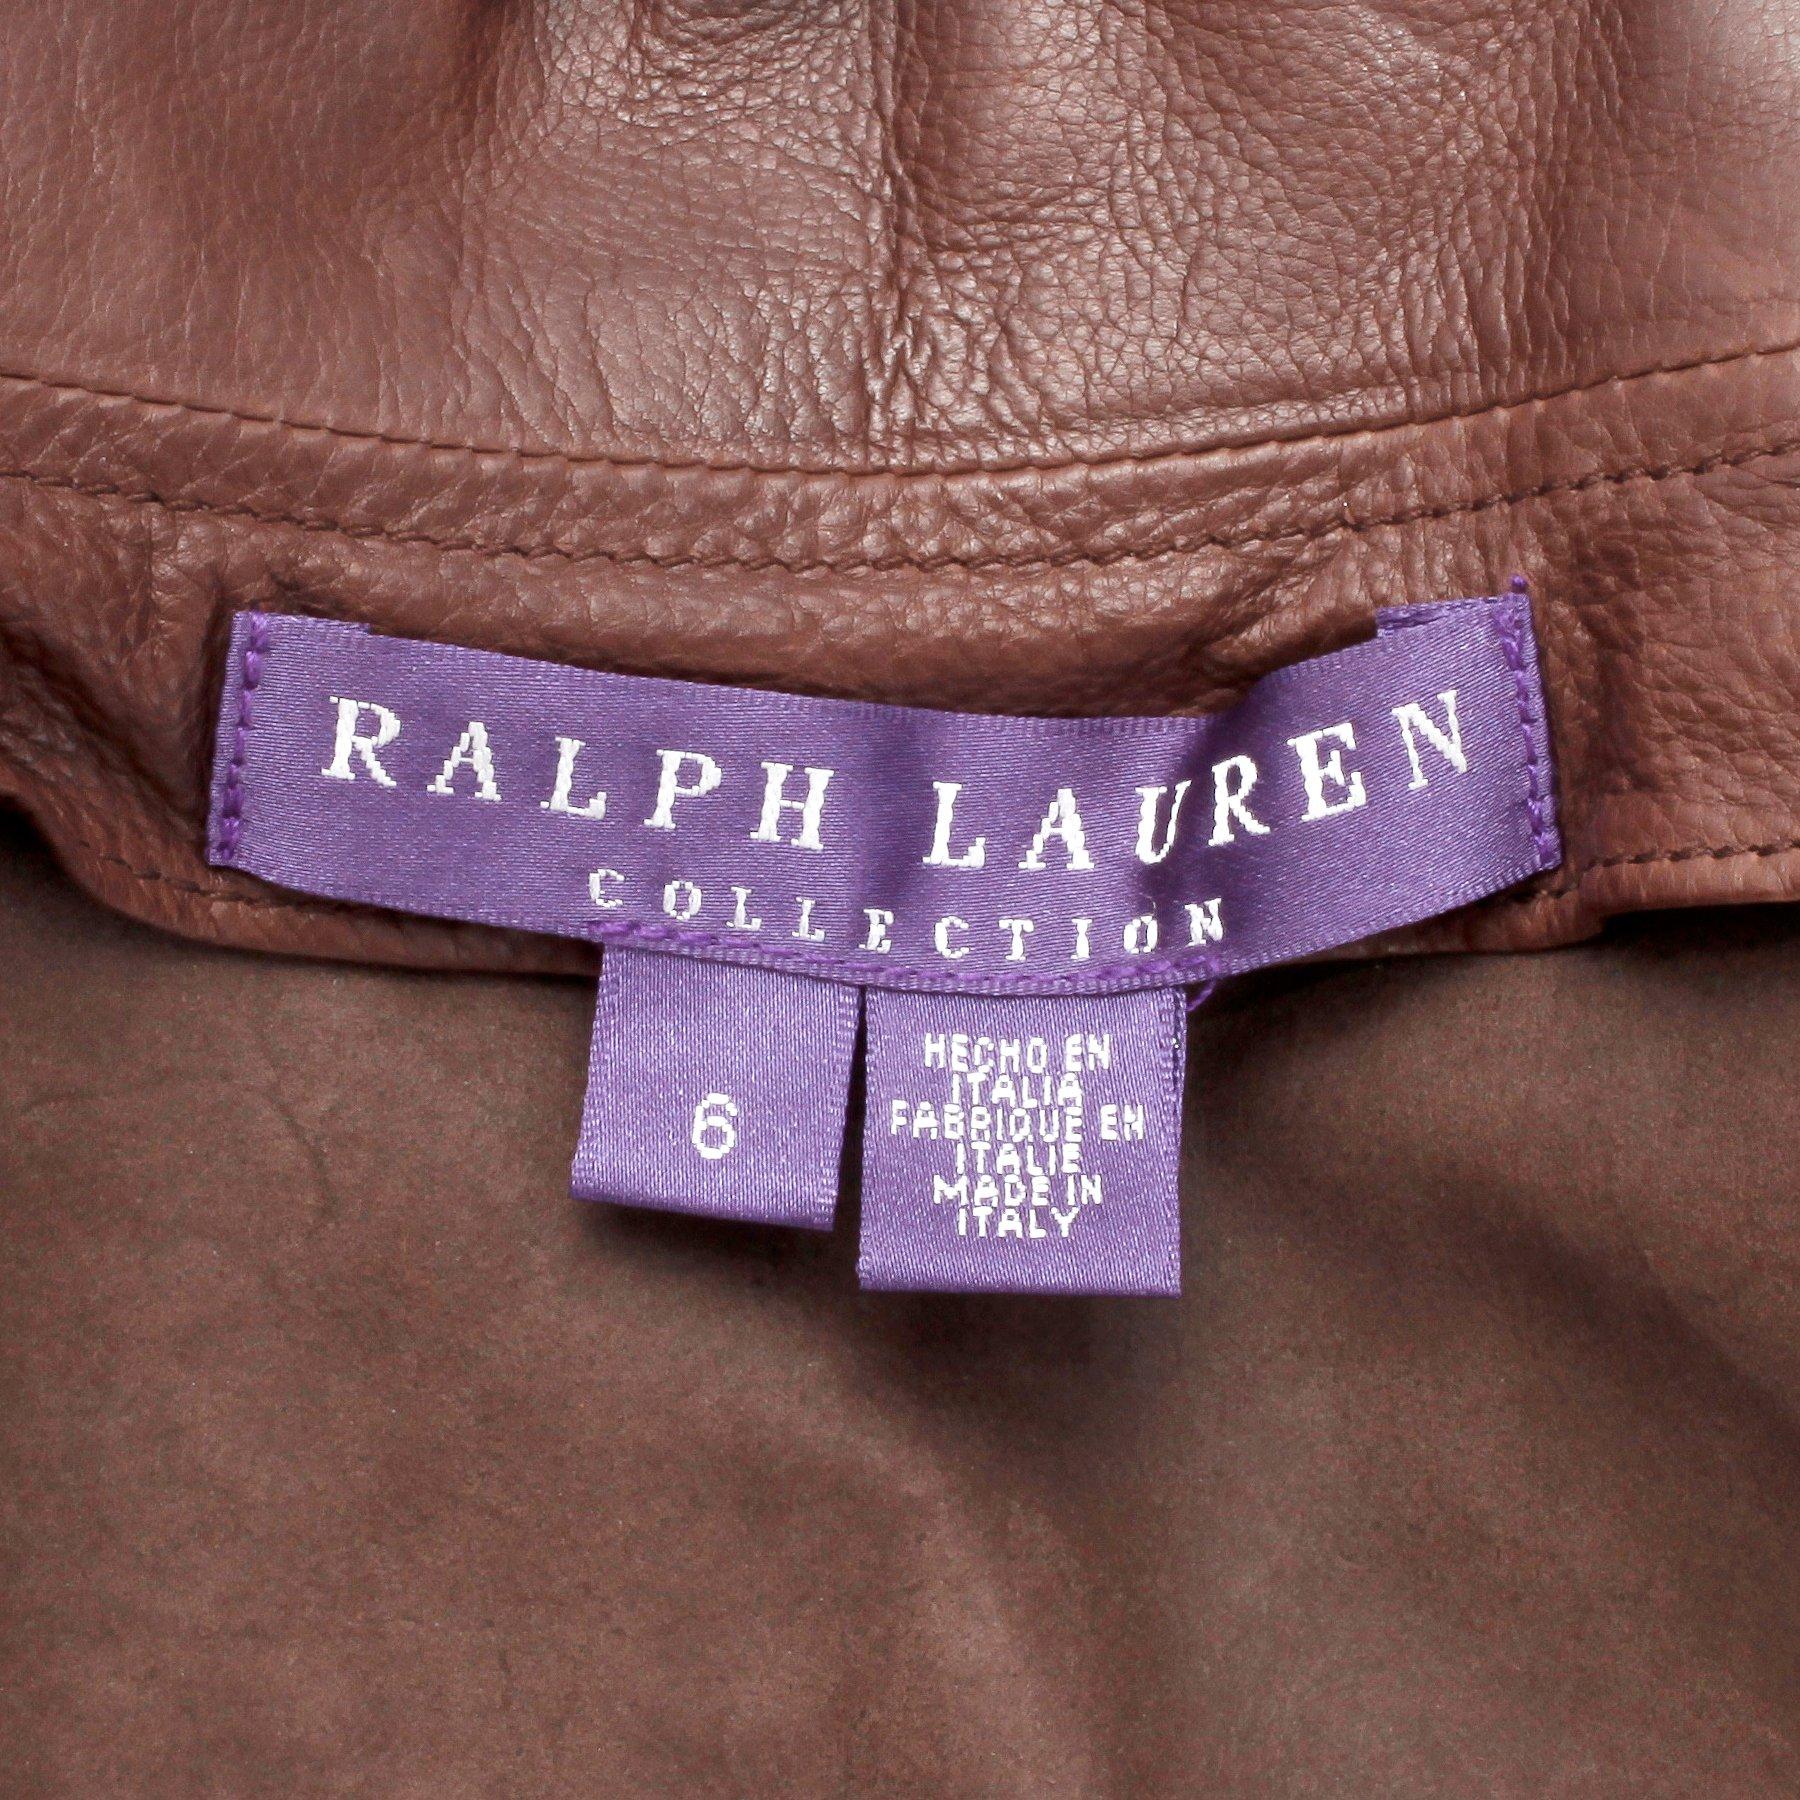 RALPH LAUREN
COLLECTION
6
HECHO EN
ITALIA
FABRIQUE EN
ITALIE
MADE IN
ITALY